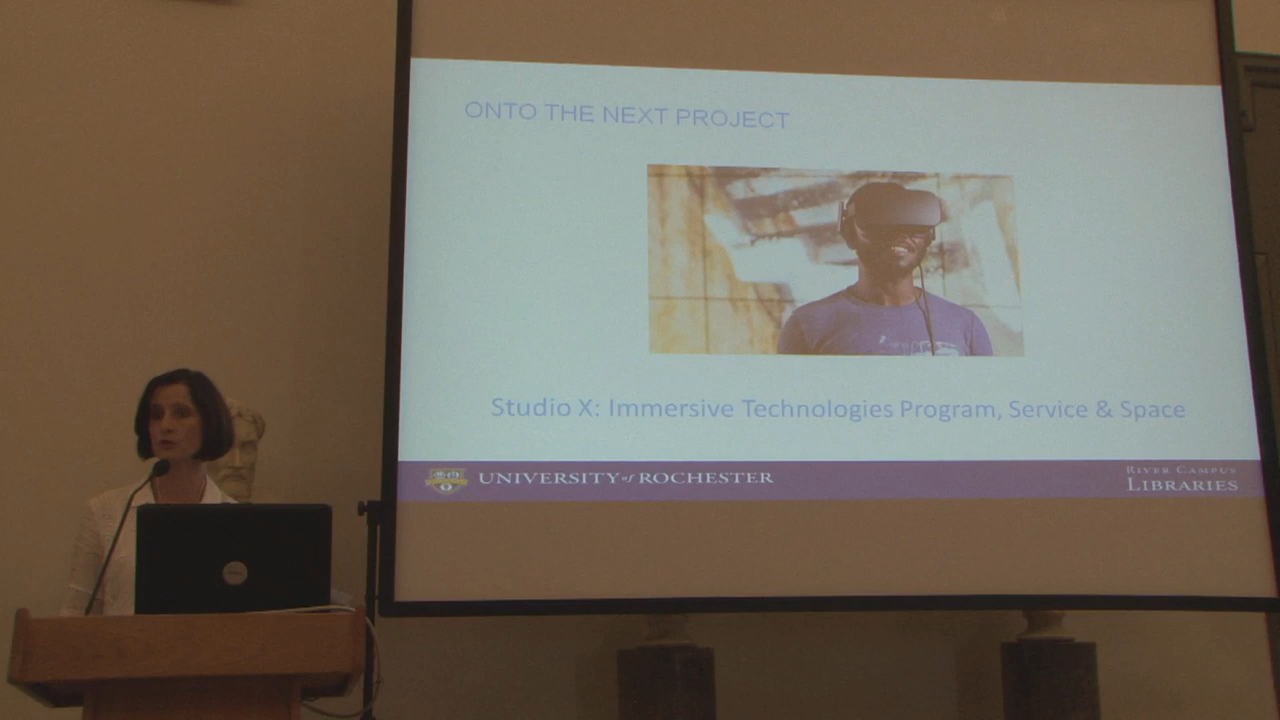 ONTO THE NEXT PROJECT
Studio X: Immersive Technologies Program, Service & Space
UNIVERSITY of ROCHESTER
RIVER CAMPUS
LIBRARIES